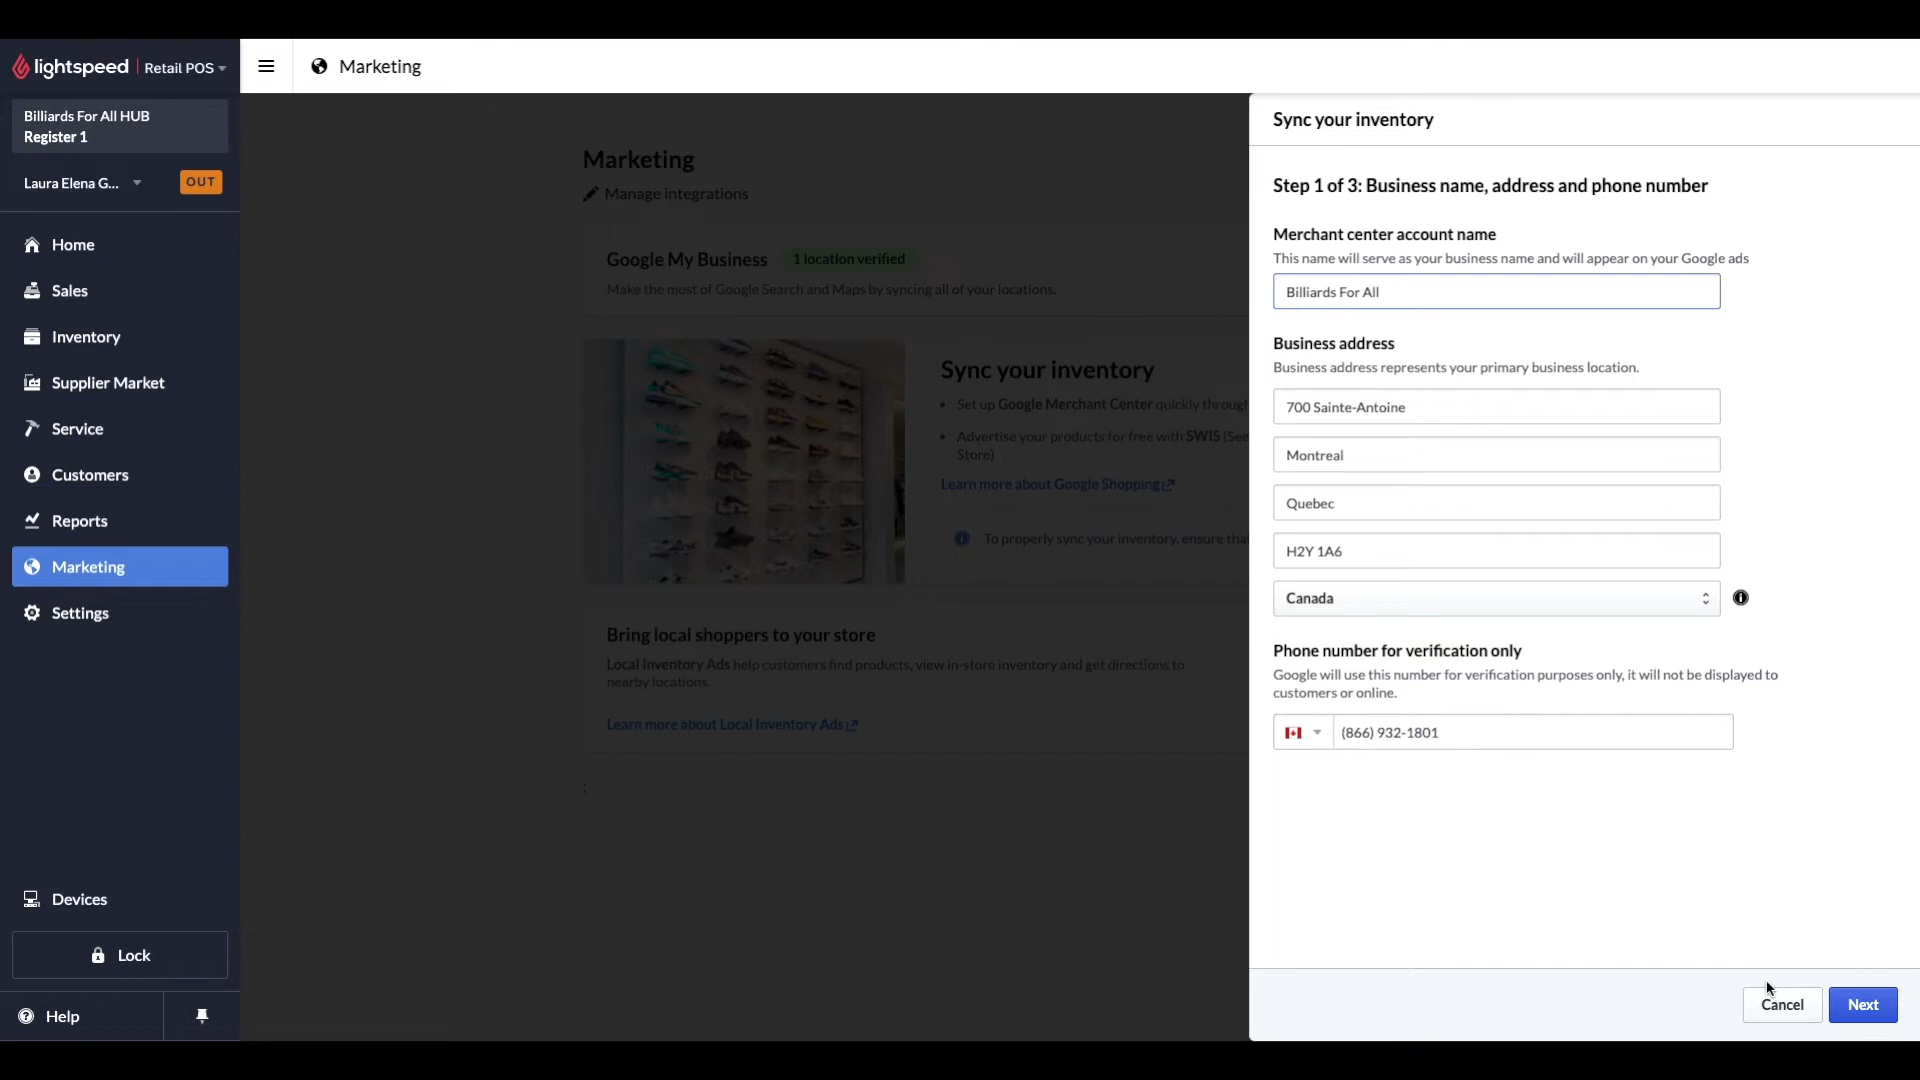 lightspeed Retail POS
Marketing
Billiards For All HUB
Register 1
Laura Elena G...
OUT
Home
Sales
Inventory
Supplier Market
Service
Customers
Reports
Marketing
Settings
Devices
Lock
Help
Marketing
Manage integrations
Google My Business
1 location verified
Make the most of Google Search and Maps by syncing all of your locations.
Sync your inventory
• Set up Google Merchant Center quickly through
• Advertise your products for free with SWIS (See
Store)
Learn more about Google Shopping
To properly sync your inventory, ensure that
Bring local shoppers to your store
Local Inventory Ads help customers find products, view in-store inventory and get directions to
nearby locations.
Learn more about Local Inventory Ads
;
Sync your inventory
Step 1 of 3: Business name, address and phone number
Merchant center account name
This name will serve as your business name and will appear on your Google ads
Billiards For All
Business address
Business address represents your primary business location.
700 Sainte-Antoine
Montreal
Quebec
H2Y 1A6
Canada
Phone number for verification only
Google will use this number for verification purposes only, it will not be displayed to
customers or online.
(866) 932-1801
Cancel
Next